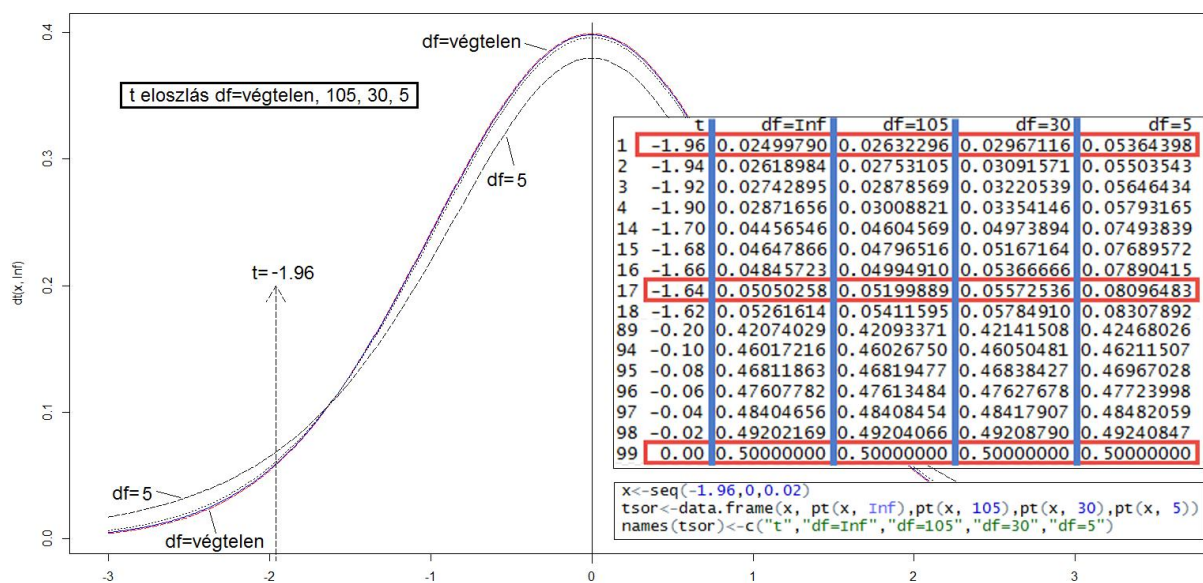 dt(x, Inf)
0.4
0.3
0.2
0.1
0.0
-3
-2
-1
0
1
2
3
df=végtelen
t eloszlás df=végtelen, 105, 30, 5
df=5
t= -1.96
df=5
df=végtelen
t df=Inf df=105 df=30 df=5
1 -1.96 0.02499790 0.02632296 0.02967116 0.05364398
2 -1.94 0.02618984 0.02753105 0.03091571 0.05503543
3 -1.92 0.02742895 0.02878569 0.03220539 0.05646434
4 -1.90 0.02871656 0.03008821 0.03354146 0.05793165
14 -1.70 0.04456546 0.04604569 0.04973894 0.07493839
15 -1.68 0.04647866 0.04796516 0.05167164 0.07689572
16 -1.66 0.04845723 0.04994910 0.05366666 0.07890415
17 -1.64 0.05050258 0.05199889 0.05572536 0.08096483
18 -1.62 0.05261614 0.05411595 0.05784910 0.08307892
89 -0.20 0.42074029 0.42093371 0.42141508 0.42468026
94 -0.10 0.46017216 0.46026750 0.46050481 0.46211507
95 -0.08 0.46811863 0.46819477 0.46838427 0.46967028
96 -0.06 0.47607782 0.47613484 0.47627678 0.47723998
97 -0.04 0.48404656 0.48408454 0.48417907 0.48482059
98 -0.02 0.49202169 0.49204066 0.49208790 0.49240847
99 0.00 0.50000000 0.50000000 0.50000000 0.50000000
x<-seq(-1.96,0,0.02)
tsor<-data.frame(x, pt(x, Inf),pt(x, 105),pt(x, 30),pt(x, 5))
names(tsor)<-c("t","df=Inf","df=105","df=30","df=5")